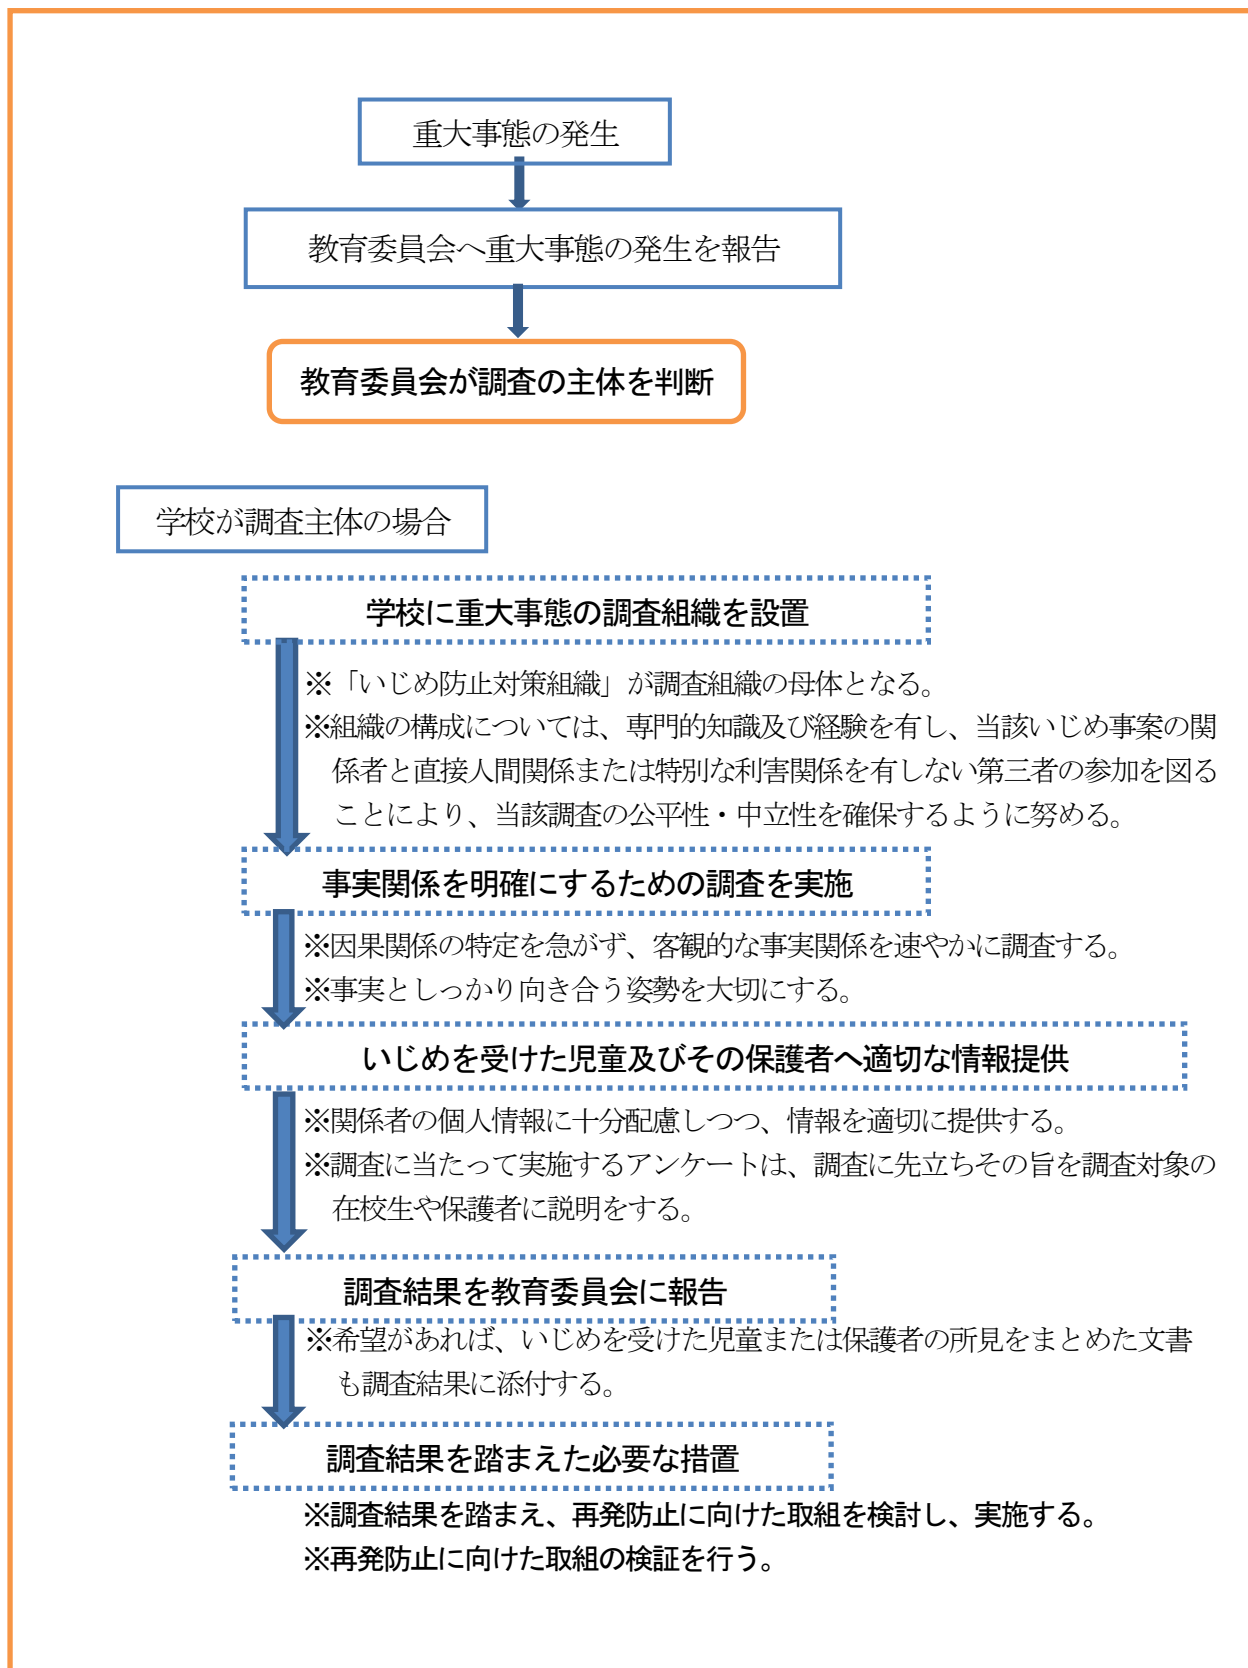 重大事態の発生
教育委員会へ重大事態の発生を報告
教育委員会が調査の主体を判断
学校が調査主体の場合
学校に重大事態の調査組織を設置
※「いじめ防止対策組織」が調査組織の母体となる。
※組織の構成については、専門的知識及び経験を有し、当該いじめ事案の関
係者と直接人間関係または特別な利害関係を有しない第三者の参加を図る
ことにより、当該調査の公平性・中立性を確保するように努める。
事実関係を明確にするための調査を実施
※因果関係の特定を急がず、客観的な事実関係を速やかに調査する。
※事実としっかり向き合う姿勢を大切にする。
いじめを受けた児童及びその保護者へ適切な情報提供
※関係者の個人情報に十分配慮しつつ、情報を適切に提供する。
※調査に当たって実施するアンケートは、調査に先立ちその旨を調査対象の
在校生や保護者に説明をする。
調査結果を教育委員会に報告
※希望があれば、いじめを受けた児童または保護者の所見をまとめた文書
も調査結果に添付する。
調査結果を踏まえた必要な措置
※調査結果を踏まえ、再発防止に向けた取組を検討し、実施する。
※再発防止に向けた取組の検証を行う。